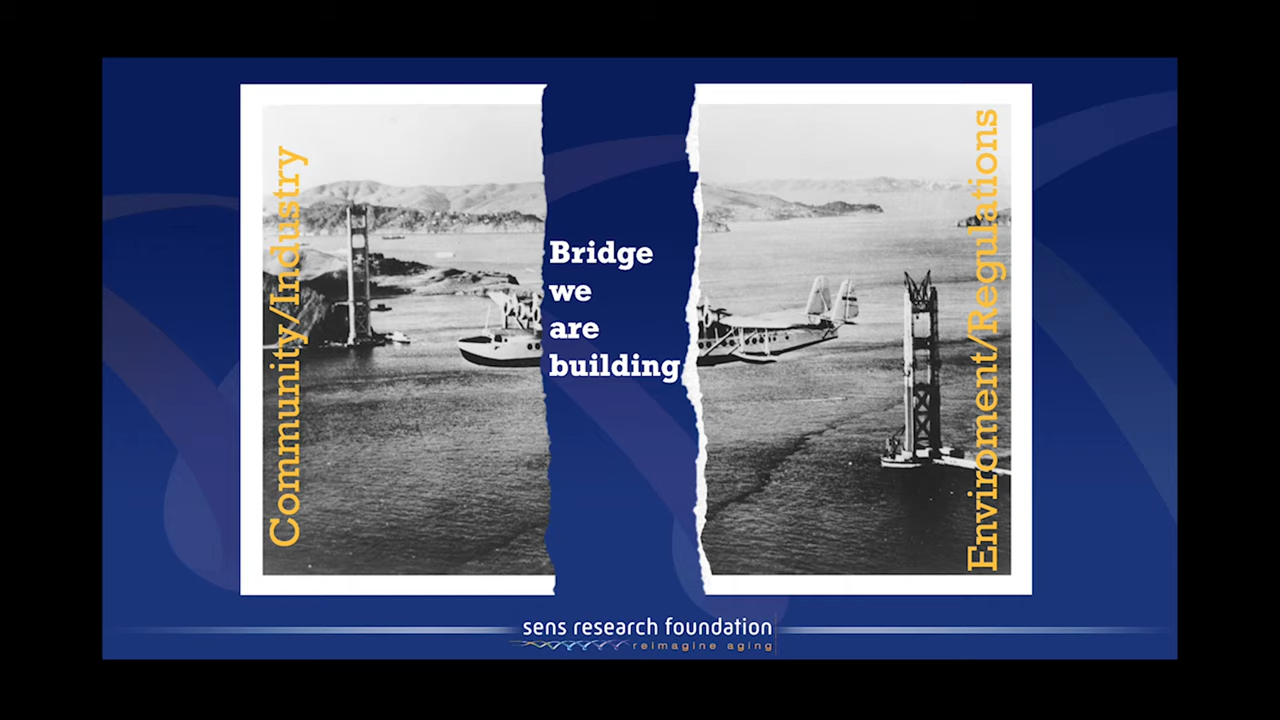 Community/Industry
Bridge
we
are
building
Enviroment/Regulations
sens research foundation
reimagine aging